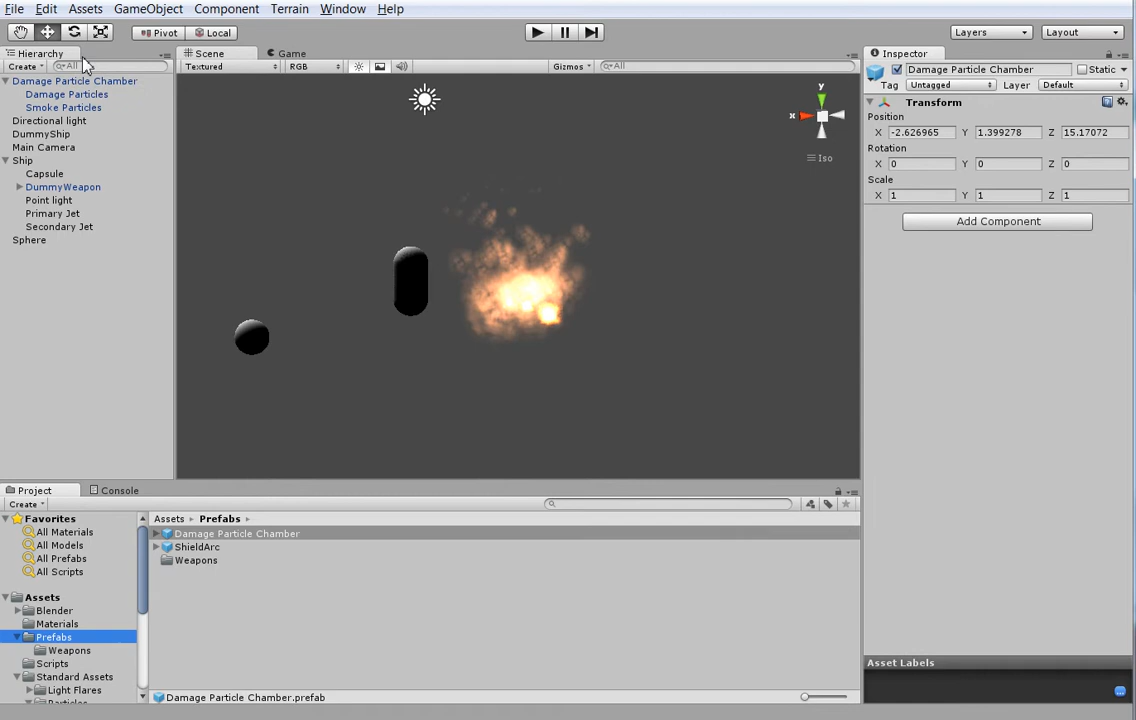 File Edit Assets GameObject Component Terrain Window Help
Pivot Local Layers Layout
Hierarchy Scene Game Inspector
Create All Textured RGB Gizmos All
Damage Particle Chamber Static
Tag Untagged Layer Default
Transform
Position
X -2.626965 Y 1.399278 Z 15.17072
Rotation
X 0 Y 0 Z 0
Scale
X 1 Y 1 Z 1
Add Component
Damage Particle Chamber
Damage Particles
Smoke Particles
Directional light
DummyShip
Main Camera
Ship
Capsule
DummyWeapon
Point light
Primary Jet
Secondary Jet
Sphere
y
x
Iso
Project Console
Create
Favorites
All Materials
All Models
All Prefabs
All Scripts
Assets
Blender
Materials
Prefabs
Weapons
Scripts
Standard Assets
Light Flares
Particles
Assets Prefabs
Damage Particle Chamber
ShieldArc
Weapons
Damage Particle Chamber.prefab
Asset Labels